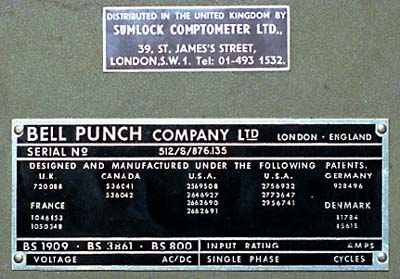 DISTRIBUTED IN THE UNITED KINGDOM BY
SUMLOCK COMPTOMETER LTD.,
39, ST. JAMES'S STREET,
LONDON, S.W.1. Tel: 01-493 1532.
BELL PUNCH COMPANY LTD LONDON - ENGLAND
SERIAL No 512/S/876.135
DESIGNED AND MANUFACTURED UNDER THE FOLLOWING PATENTS.
U.K. CANADA U.S.A. U.S.A. GERMANY
720088 536041 2369508 2756932 928496
536042 2646927 2773647
FRANCE 2662690 2956741 DENMARK
1046153 2662691 81784
1050348 85615
BS 1909 · BS 3861 · BS 800 INPUT RATING AMPS
VOLTAGE AC/DC SINGLE PHASE CYCLES